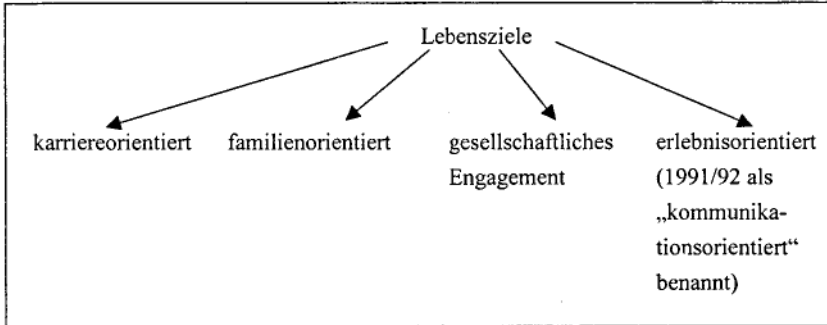 Lebensziele
karriereorientiert
familienorientiert
gesellschaftliches
Engagement
erlebnisorientiert
(1991/92 als
„kommunika-
tionsorientiert“
benannt)